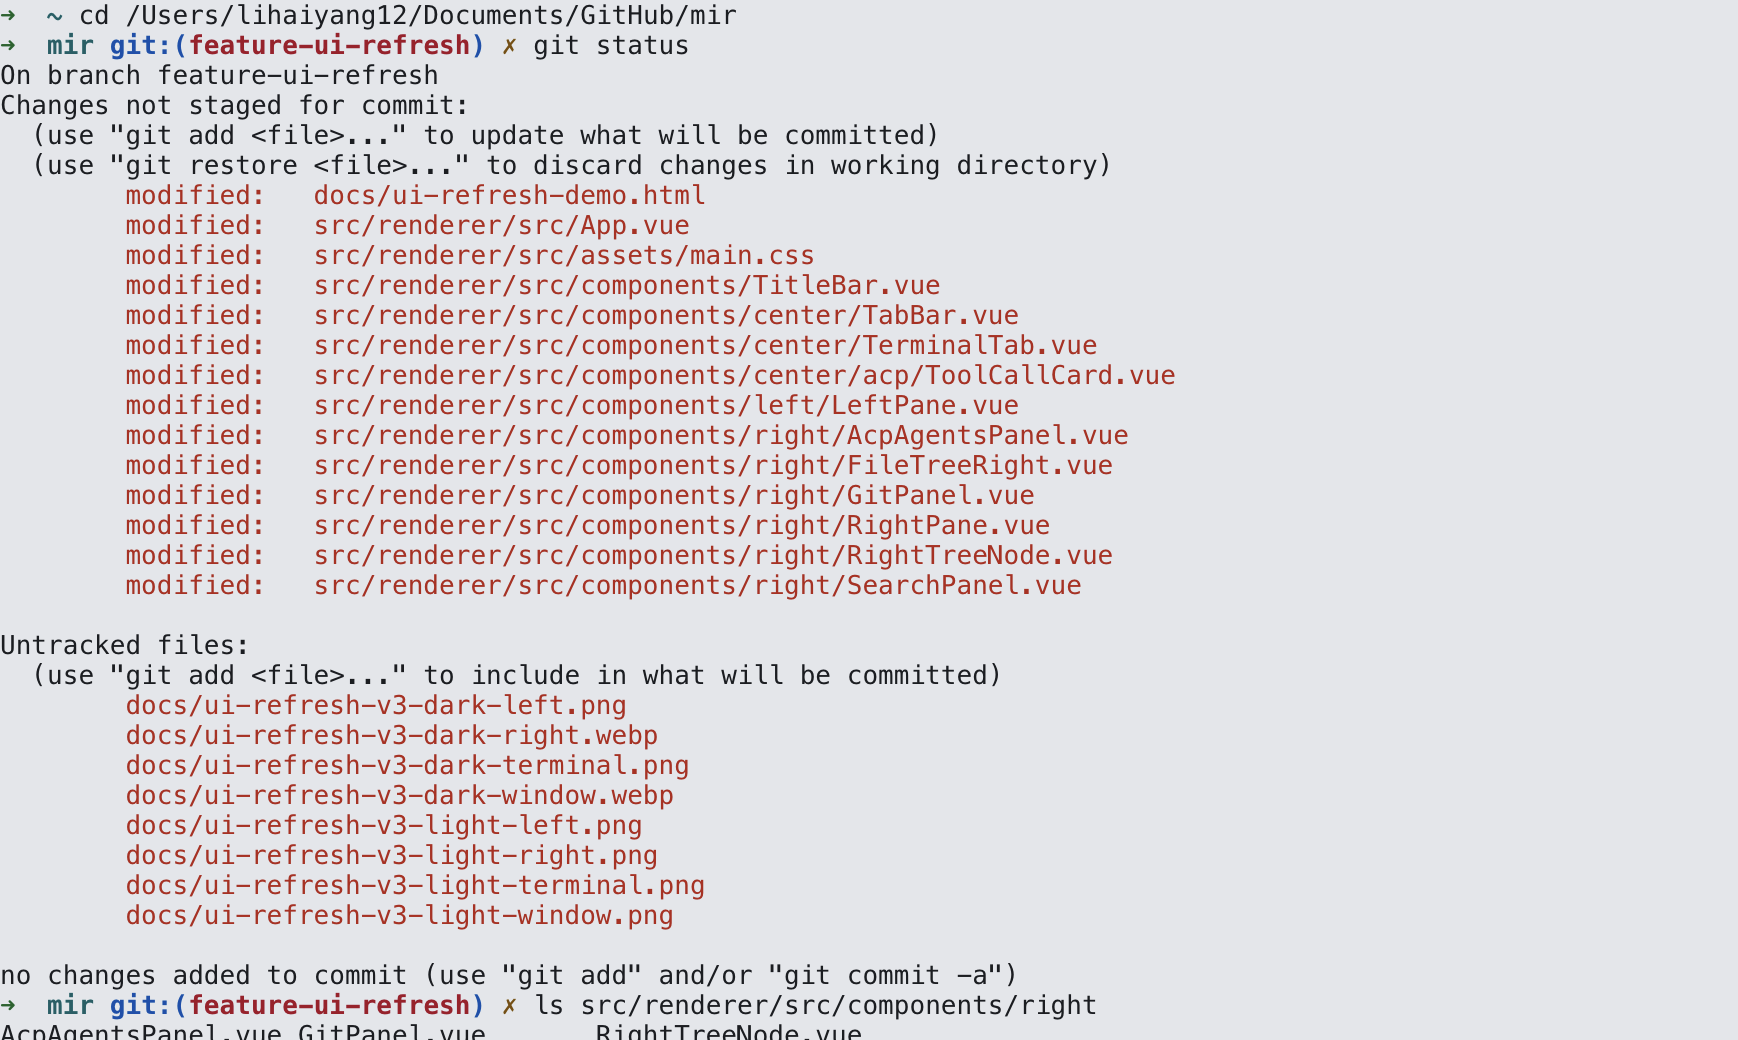 ➜  ~ cd /Users/lihaiyang12/Documents/GitHub/mir
➜  mir git:(feature-ui-refresh) ✗ git status
On branch feature-ui-refresh
Changes not staged for commit:
  (use "git add <file>..." to update what will be committed)
  (use "git restore <file>..." to discard changes in working directory)
        modified:   docs/ui-refresh-demo.html
        modified:   src/renderer/src/App.vue
        modified:   src/renderer/src/assets/main.css
        modified:   src/renderer/src/components/TitleBar.vue
        modified:   src/renderer/src/components/center/TabBar.vue
        modified:   src/renderer/src/components/center/TerminalTab.vue
        modified:   src/renderer/src/components/center/acp/ToolCallCard.vue
        modified:   src/renderer/src/components/left/LeftPane.vue
        modified:   src/renderer/src/components/right/AcpAgentsPanel.vue
        modified:   src/renderer/src/components/right/FileTreeRight.vue
        modified:   src/renderer/src/components/right/GitPanel.vue
        modified:   src/renderer/src/components/right/RightPane.vue
        modified:   src/renderer/src/components/right/RightTreeNode.vue
        modified:   src/renderer/src/components/right/SearchPanel.vue

Untracked files:
  (use "git add <file>..." to include in what will be committed)
        docs/ui-refresh-v3-dark-left.png
        docs/ui-refresh-v3-dark-right.webp
        docs/ui-refresh-v3-dark-terminal.png
        docs/ui-refresh-v3-dark-window.webp
        docs/ui-refresh-v3-light-left.png
        docs/ui-refresh-v3-light-right.png
        docs/ui-refresh-v3-light-terminal.png
        docs/ui-refresh-v3-light-window.png

no changes added to commit (use "git add" and/or "git commit -a")
➜  mir git:(feature-ui-refresh) ✗ ls src/renderer/src/components/right
AcpAgentsPanel.vue GitPanel.vue       RightTreeNode.vue